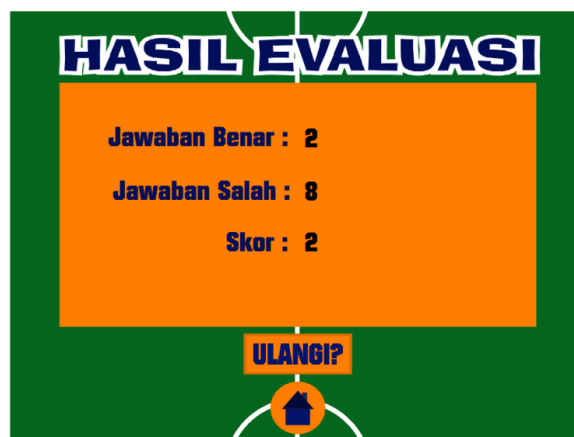 HASIL EVALUASI
Jawaban Benar : 2
Jawaban Salah : 8
Skor : 2
ULANGI?